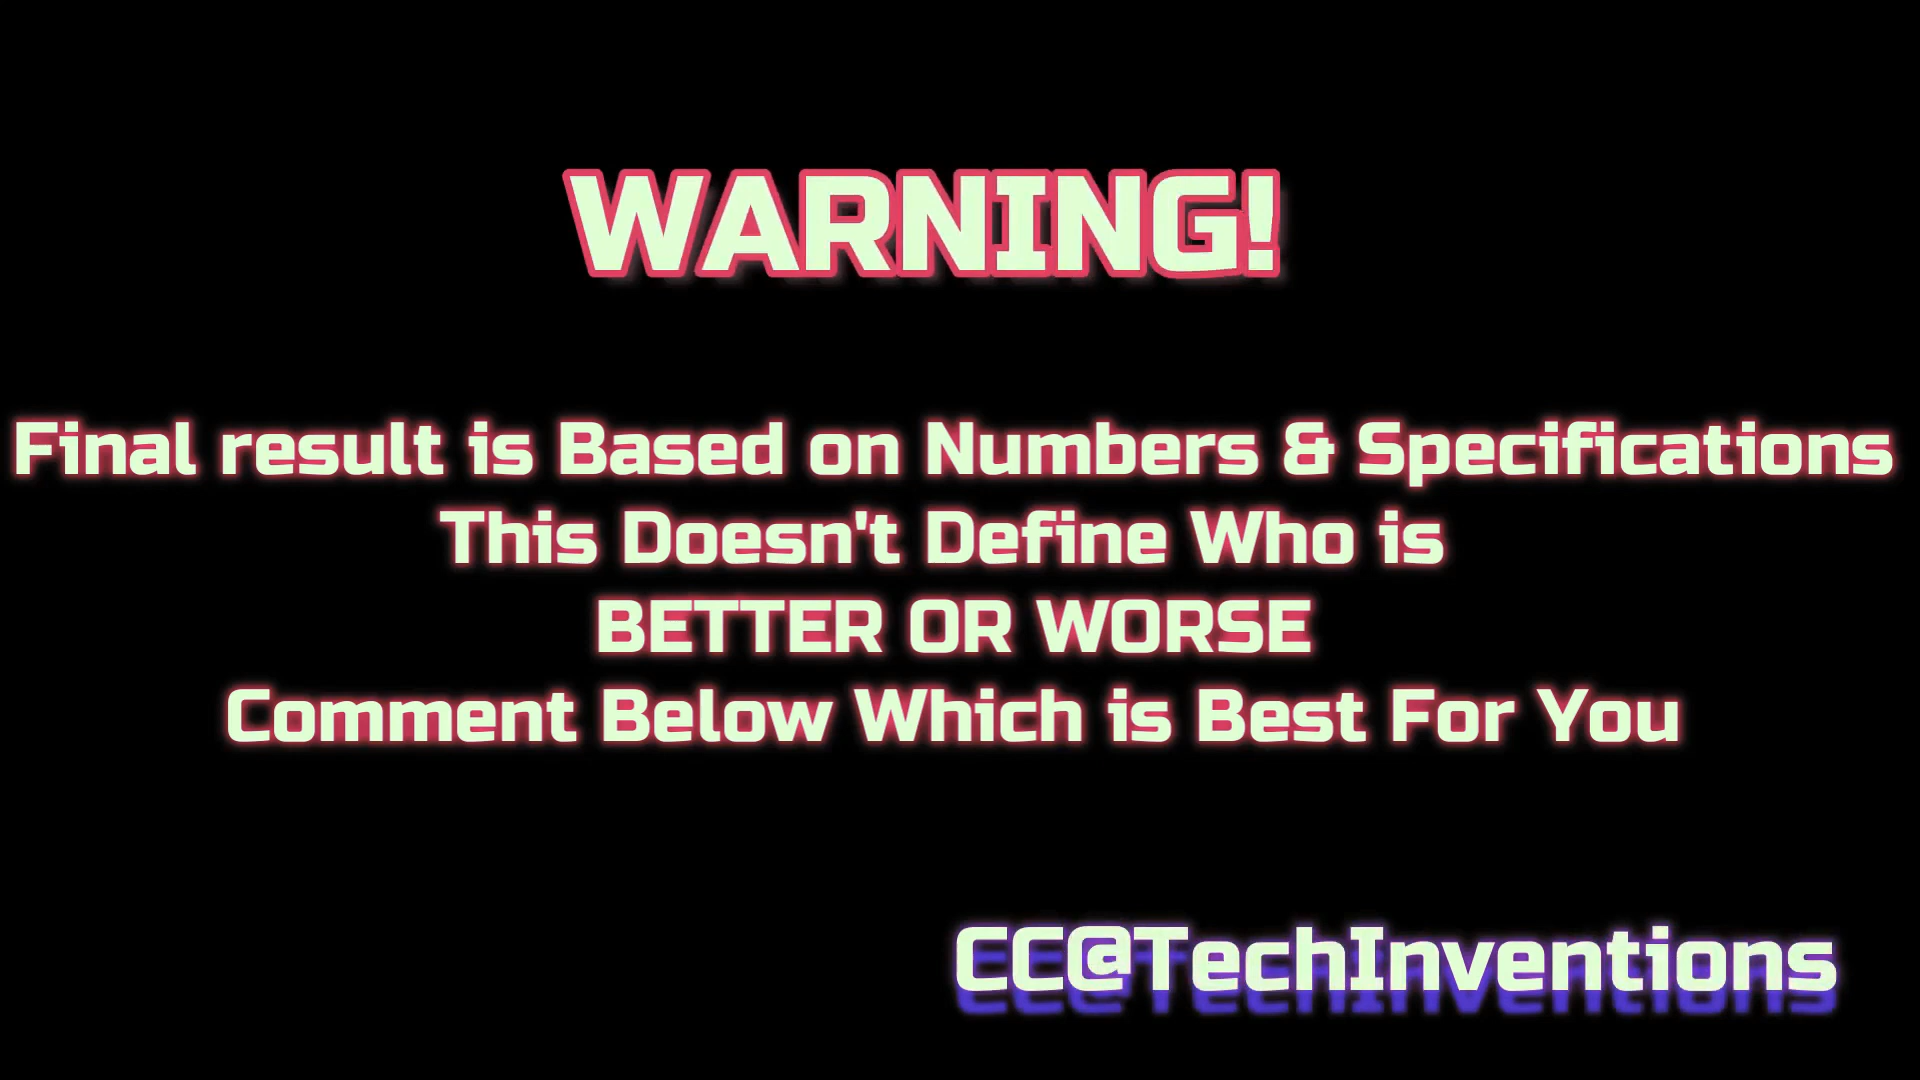 WARNING!
Final result is Based on Numbers & Specifications
This Doesn't Define Who is
BETTER OR WORSE
Comment Below Which is Best For You
CC@TechInventions